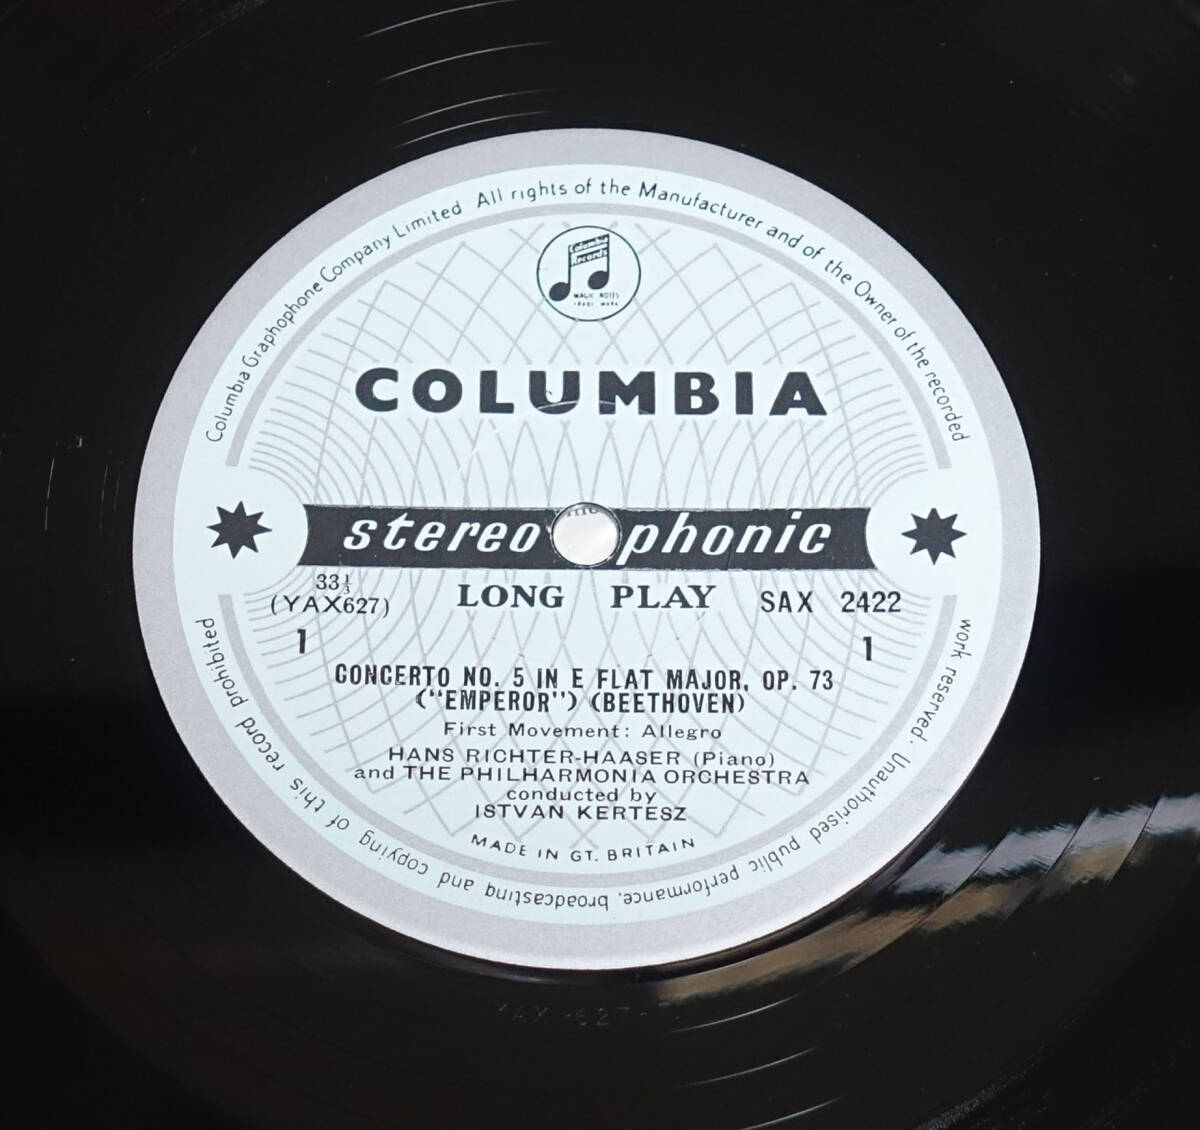 Columbia Graphophone Company Limited All rights of the Manufacturer and of the Owner of the recorded work reserved. Unauthorised public performance, broadcasting and copying of this record prohibited
Columbia
Records
MAGIC NOTES
TRADE MARK
COLUMBIA
stereophonic
33⅓
LONG PLAY
SAX 2422
(YAX627)
1
1
CONCERTO NO. 5 IN E FLAT MAJOR, OP. 73
("EMPEROR") (BEETHOVEN)
First Movement: Allegro
HANS RICHTER-HAASER (Piano)
and THE PHILHARMONIA ORCHESTRA
conducted by
ISTVAN KERTESZ
MADE IN GT. BRITAIN